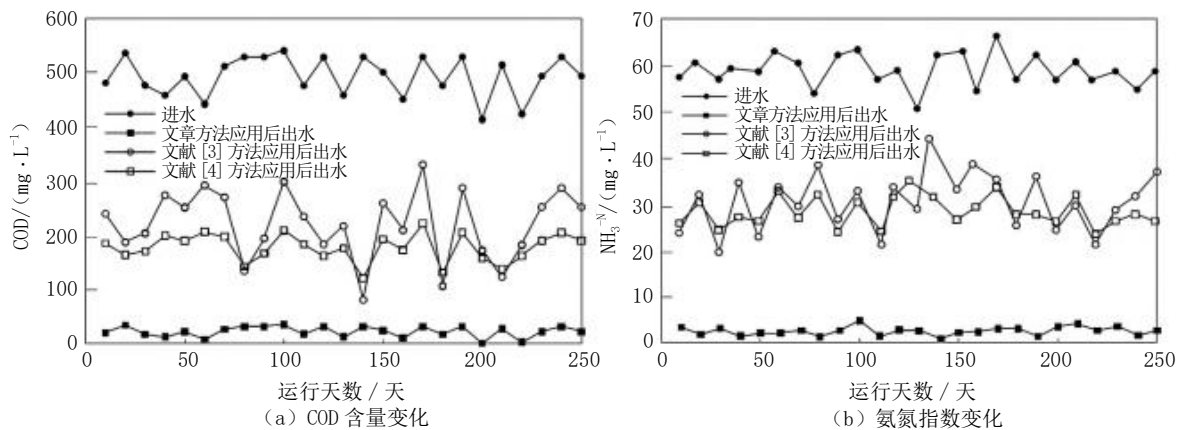 600
500
400
300
200
100
0
COD/(mg·L⁻¹)
进水
文章方法应用后出水
文献[3]方法应用后出水
文献[4]方法应用后出水
0 50 100 150 200 250
运行天数/天
(a) COD含量变化
70
60
50
40
30
20
10
0
NH₃⁻ᴺ/(mg·L⁻¹)
进水
文章方法应用后出水
文献[3]方法应用后出水
文献[4]方法应用后出水
0 50 100 150 200 250
运行天数/天
(b) 氨氮指数变化